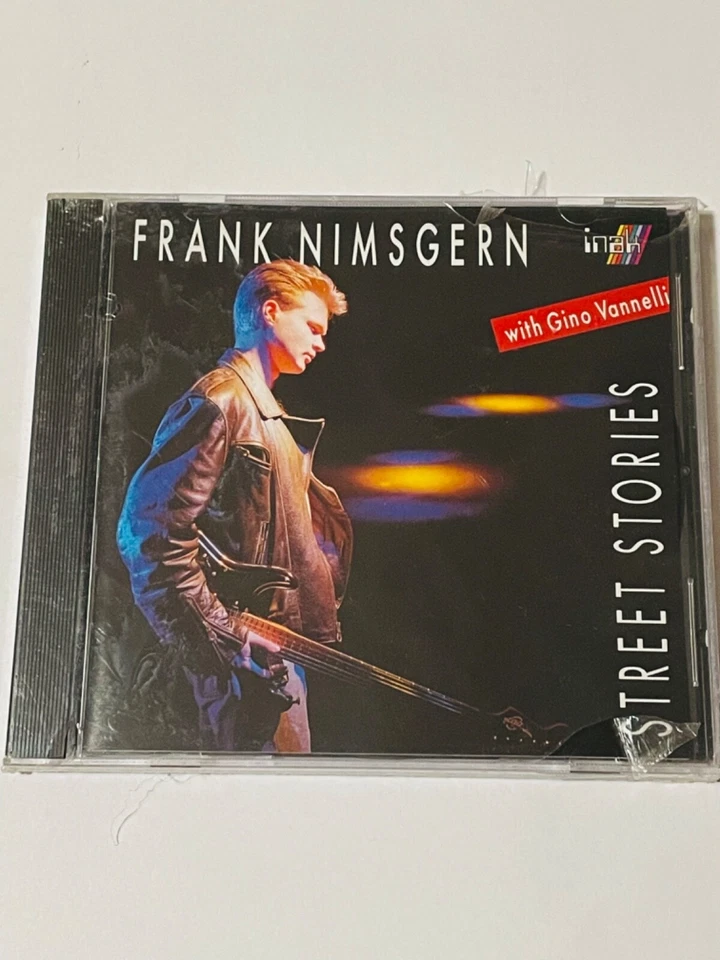 FRANK NIMSGERN
inak
with Gino Vannelli
STREET STORIES